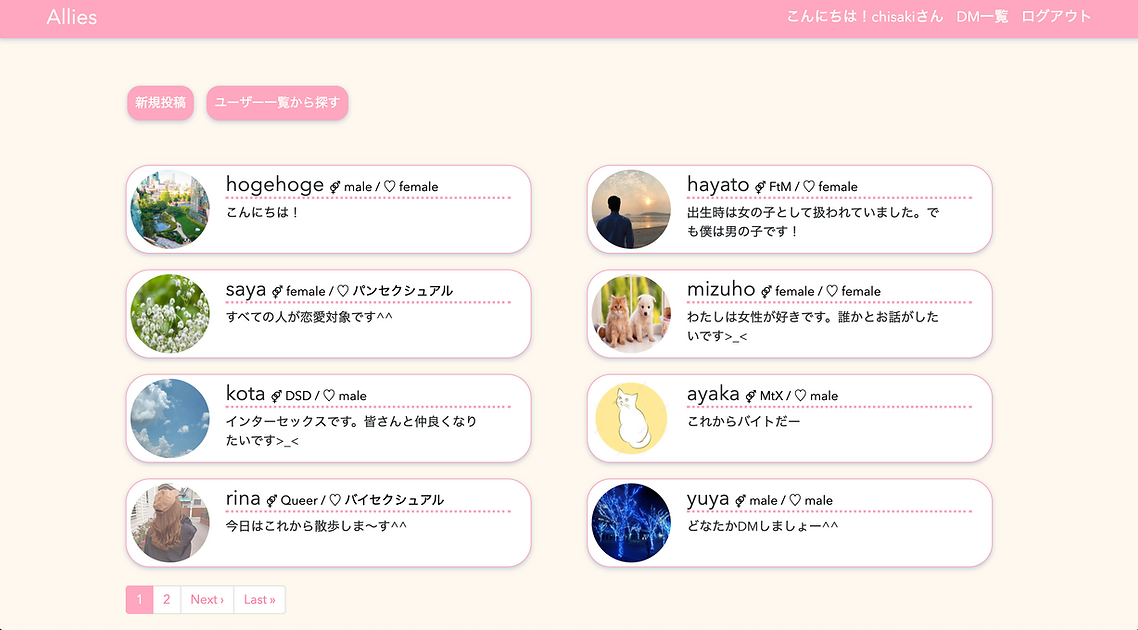 Allies
こんにちは！chisakiさん DM一覧 ログアウト
新規投稿 ユーザー一覧から探す
hogehoge ⚥ male / ♡ female
こんにちは！
hayato ⚥ FtM / ♡ female
出生時は女の子として扱われていました。で
も僕は男の子です！
saya ⚥ female / ♡ パンセクシュアル
すべての人が恋愛対象です^^
mizuho ⚥ female / ♡ female
わたしは女性が好きです。誰かとお話がした
いです>_<
kota ⚥ DSD / ♡ male
インターセックスです。皆さんと仲良くなり
たいです>_<
ayaka ⚥ MtX / ♡ male
これからバイトだー
rina ⚥ Queer / ♡ バイセクシュアル
今日はこれから散歩しま〜す^^
yuya ⚥ male / ♡ male
どなたかDMしましょー^^
1 2 Next › Last »